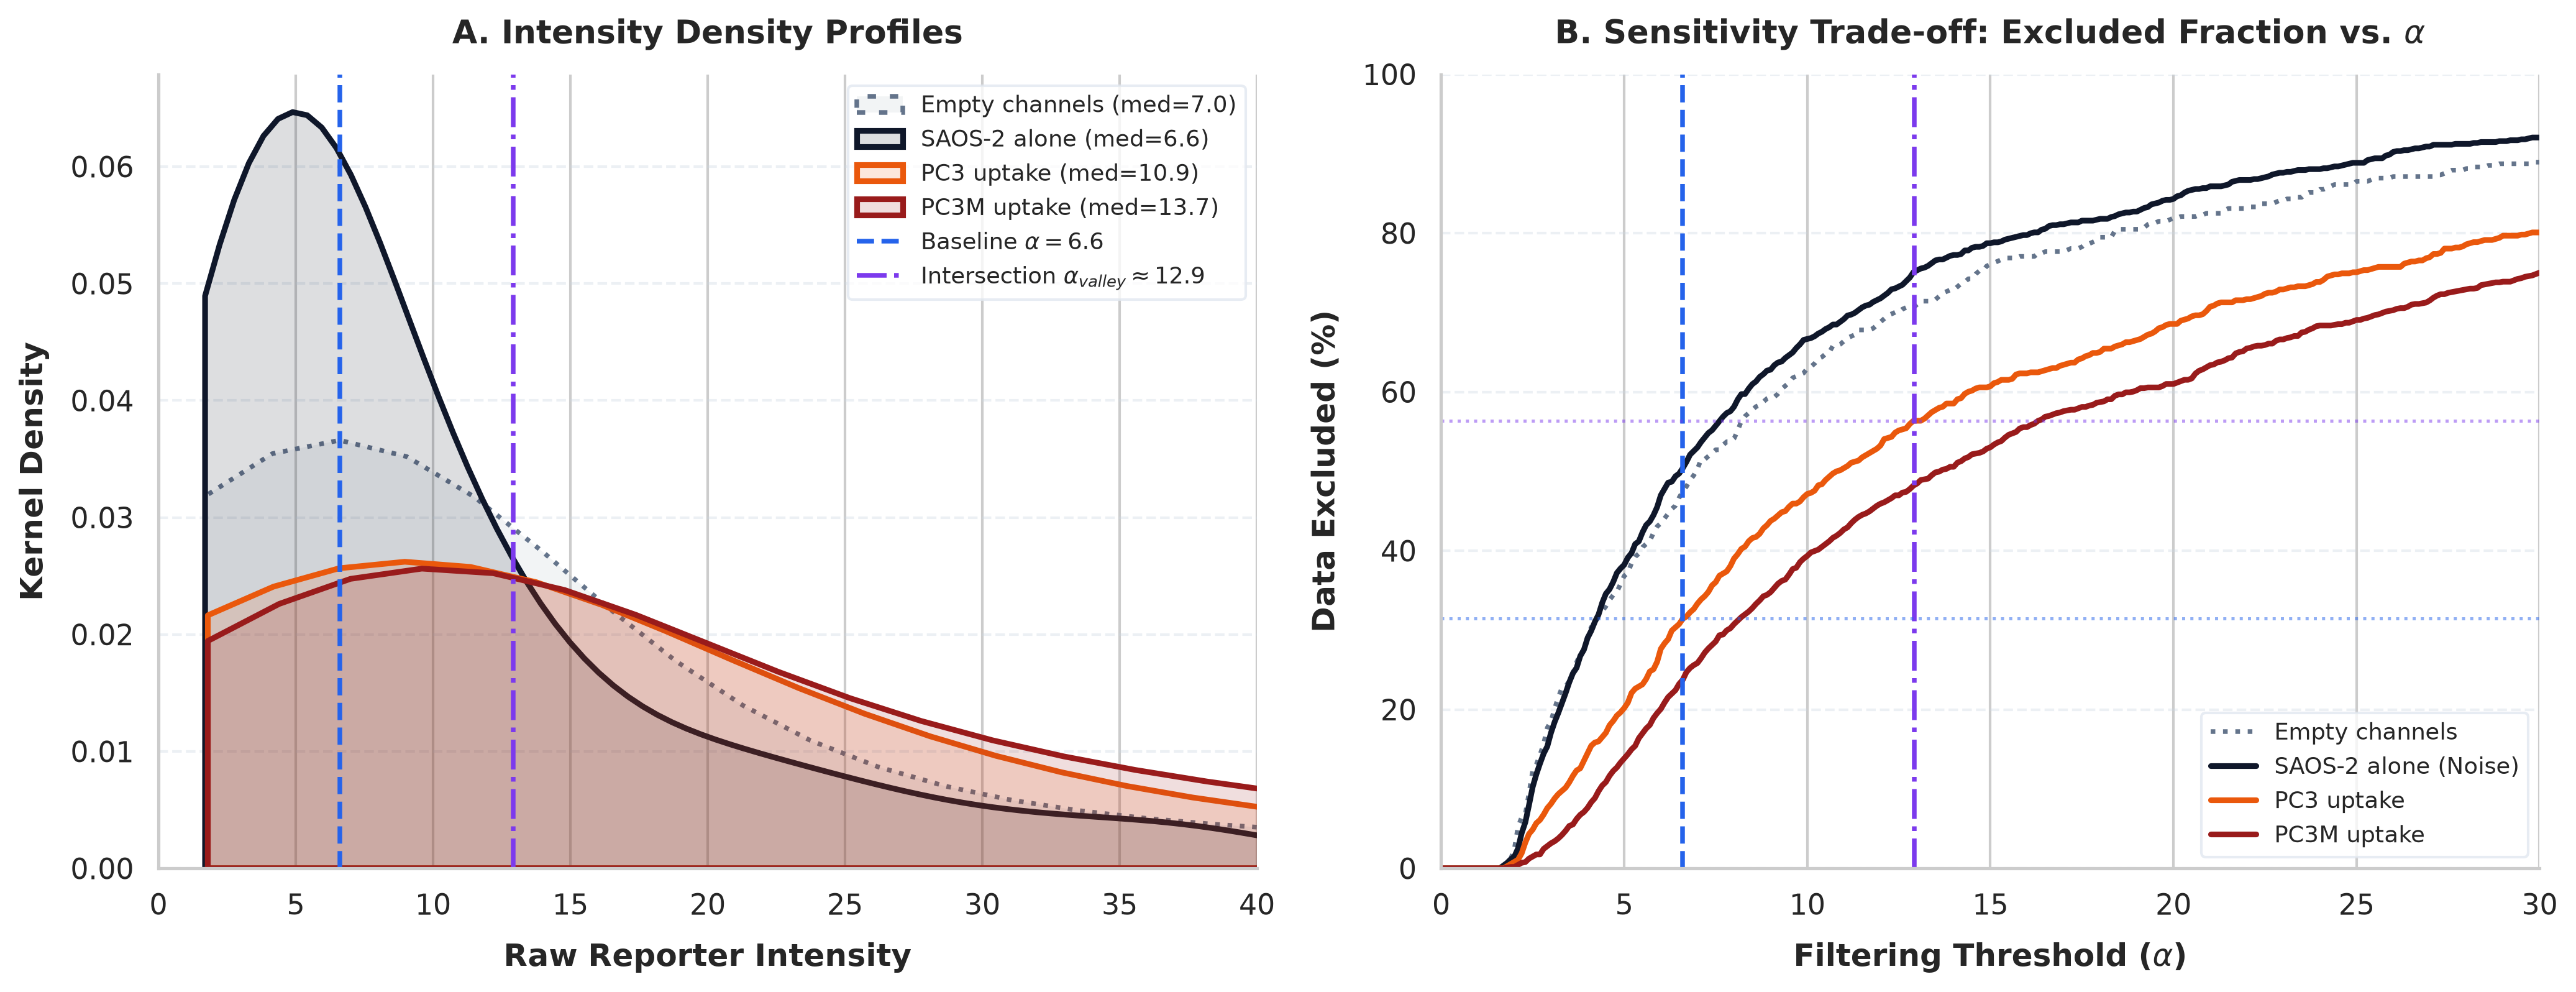 A. Intensity Density Profiles
Kernel Density
0.06
0.05
0.04
0.03
0.02
0.01
0.00
0 5 10 15 20 25 30 35 40
Raw Reporter Intensity
Empty channels (med=7.0)
SAOS-2 alone (med=6.6)
PC3 uptake (med=10.9)
PC3M uptake (med=13.7)
Baseline α = 6.6
Intersection α_valley ≈ 12.9
B. Sensitivity Trade-off: Excluded Fraction vs. α
Data Excluded (%)
100
80
60
40
20
0
0 5 10 15 20 25 30
Filtering Threshold (α)
Empty channels
SAOS-2 alone (Noise)
PC3 uptake
PC3M uptake